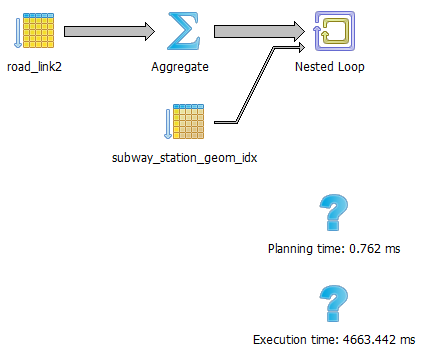 road_link2
Aggregate
Nested Loop
subway_station_geom_idx
Planning time: 0.762 ms
Execution time: 4663.442 ms